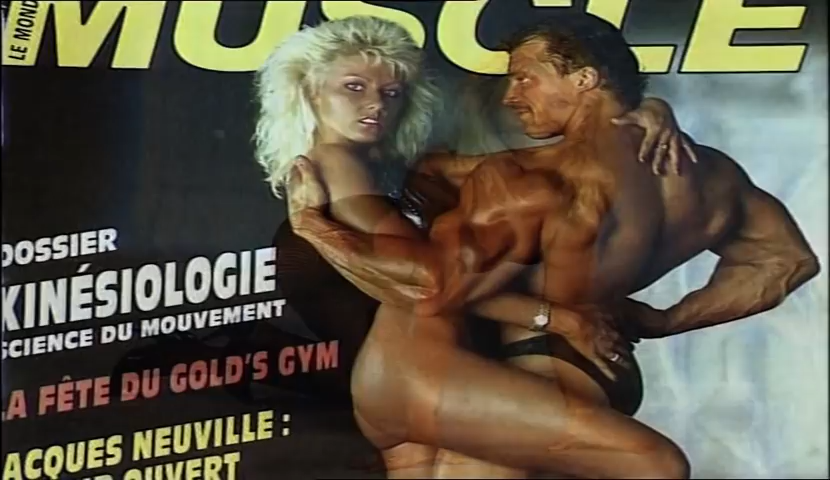 LE MOND
MUSCLE
DOSSIER
KINÉSIOLOGIE
SCIENCE DU MOUVEMENT
LA FÊTE DU GOLD'S GYM
ACQUES NEUVILLE :
OUVERT